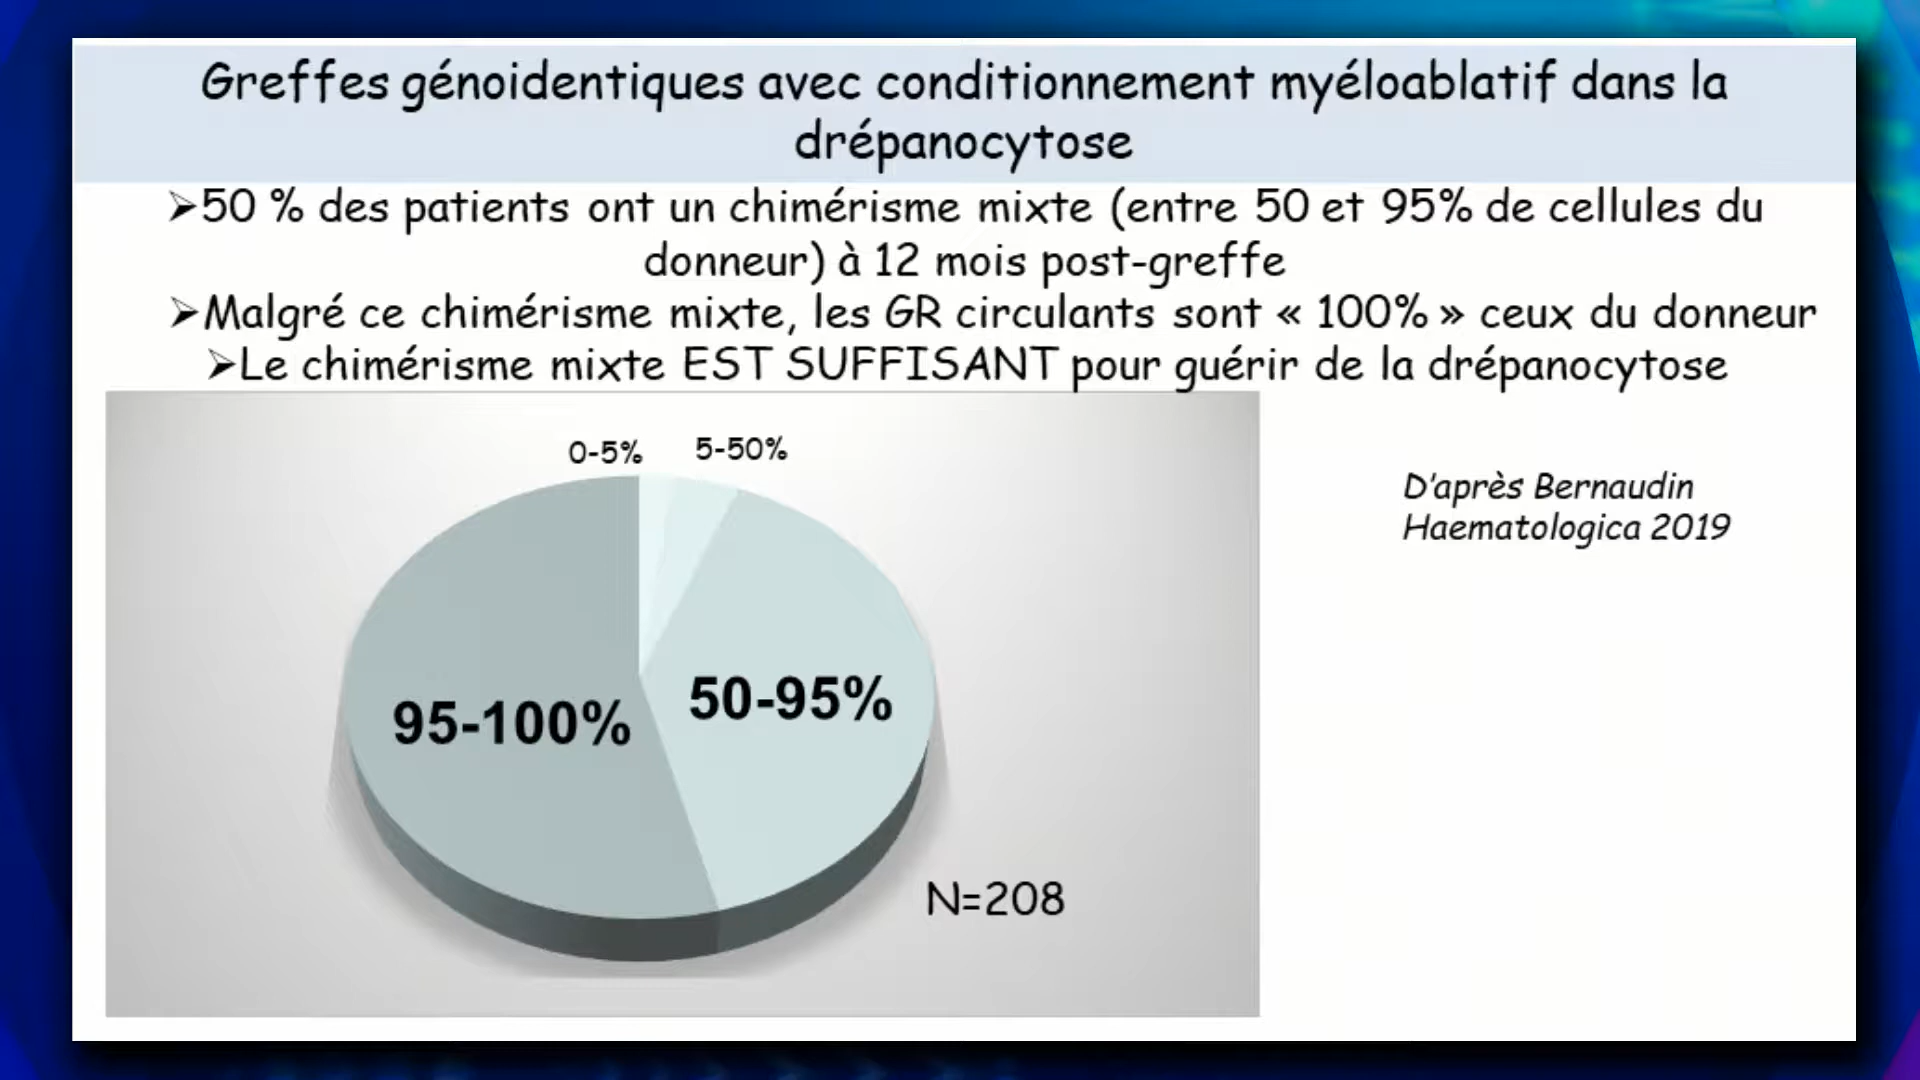 Greffes génoidentiques avec conditionnement myéloablatif dans la
drépanocytose
➢50 % des patients ont un chimérisme mixte (entre 50 et 95% de cellules du
donneur) à 12 mois post-greffe
➢Malgré ce chimérisme mixte, les GR circulants sont « 100% » ceux du donneur
➢Le chimérisme mixte EST SUFFISANT pour guérir de la drépanocytose
0-5%
5-50%
D'après Bernaudin
Haematologica 2019
95-100%
50-95%
N=208